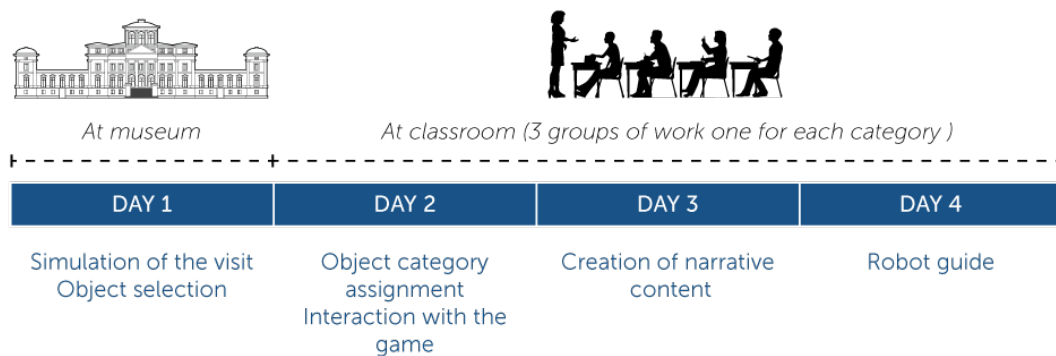 At museum
At classroom (3 groups of work one for each category )
DAY 1
DAY 2
DAY 3
DAY 4
Simulation of the visit
Object selection
Object category
assignment
Interaction with the
game
Creation of narrative
content
Robot guide